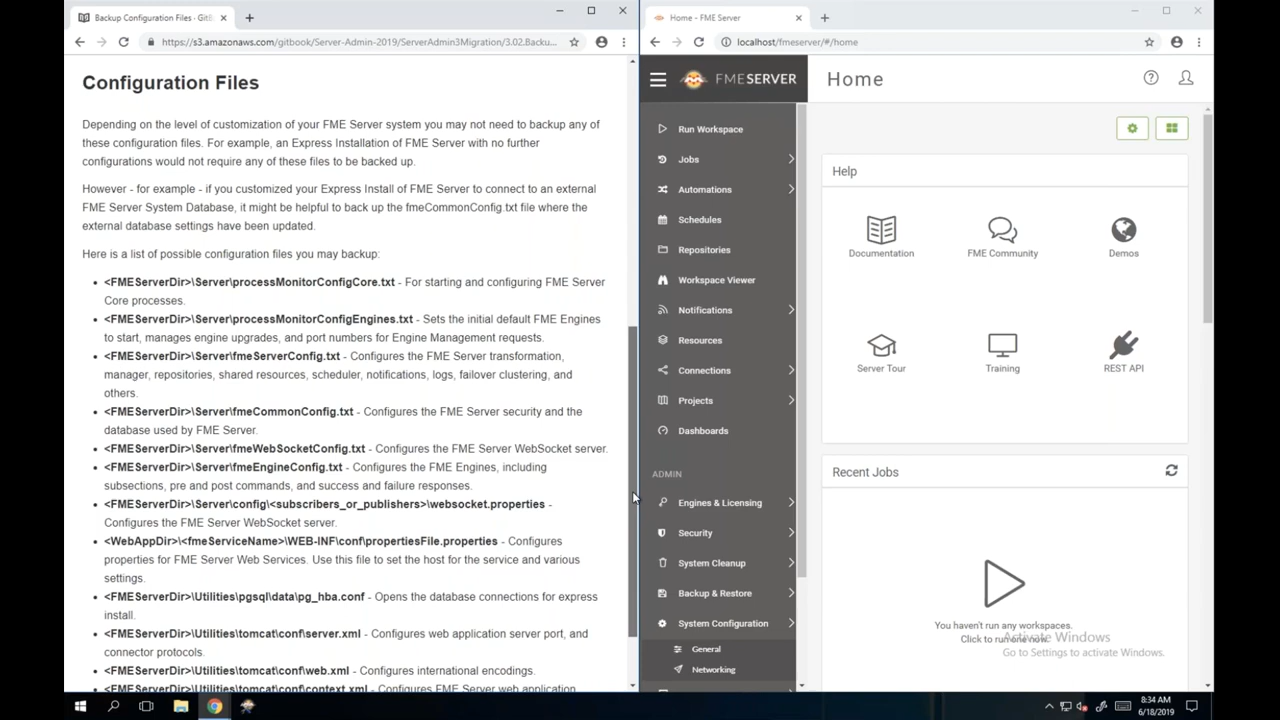 Backup Configuration Files · GitB
https://s3.amazonaws.com/gitbook/Server-Admin-2019/ServerAdmin3Migration/3.02.Backu...
Configuration Files
Depending on the level of customization of your FME Server system you may not need to backup any of
these configuration files. For example, an Express Installation of FME Server with no further
configurations would not require any of these files to be backed up.
However - for example - if you customized your Express Install of FME Server to connect to an external
FME Server System Database, it might be helpful to back up the fmeCommonConfig.txt file where the
external database settings have been updated.
Here is a list of possible configuration files you may backup:
• <FMEServerDir>\Server\processMonitorConfigCore.txt - For starting and configuring FME Server
Core processes.
• <FMEServerDir>\Server\processMonitorConfigEngines.txt - Sets the initial default FME Engines
to start, manages engine upgrades, and port numbers for Engine Management requests.
• <FMEServerDir>\Server\fmeServerConfig.txt - Configures the FME Server transformation,
manager, repositories, shared resources, scheduler, notifications, logs, failover clustering, and
others.
• <FMEServerDir>\Server\fmeCommonConfig.txt - Configures the FME Server security and the
database used by FME Server.
• <FMEServerDir>\Server\fmeWebSocketConfig.txt - Configures the FME Server WebSocket server.
• <FMEServerDir>\Server\fmeEngineConfig.txt - Configures the FME Engines, including
subsections, pre and post commands, and success and failure responses.
• <FMEServerDir>\Server\config\<subscribers_or_publishers>\websocket.properties -
Configures the FME Server WebSocket server.
• <WebAppDir>\<fmeServiceName>\WEB-INF\conf\propertiesFile.properties - Configures
properties for FME Server Web Services. Use this file to set the host for the service and various
settings.
• <FMEServerDir>\Utilities\pgsql\data\pg_hba.conf - Opens the database connections for express
install.
• <FMEServerDir>\Utilities\tomcat\conf\server.xml - Configures web application server port, and
connector protocols.
• <FMEServerDir>\Utilities\tomcat\conf\web.xml - Configures international encodings.
• <FMEServerDir>\Utilities\tomcat\conf\context.xml - Configures FME Server web application
Home - FME Server
localhost/fmeserver/#/home
FMESERVER
Home
Run Workspace
Jobs
Automations
Schedules
Repositories
Workspace Viewer
Notifications
Resources
Connections
Projects
Dashboards
ADMIN
Engines & Licensing
Security
System Cleanup
Backup & Restore
System Configuration
General
Networking
Help
Documentation
FME Community
Demos
Server Tour
Training
REST API
Recent Jobs
You haven't run any workspaces.
Click to run one now.
Activate Windows
Go to Settings to activate Windows.
8:34 AM
6/18/2019